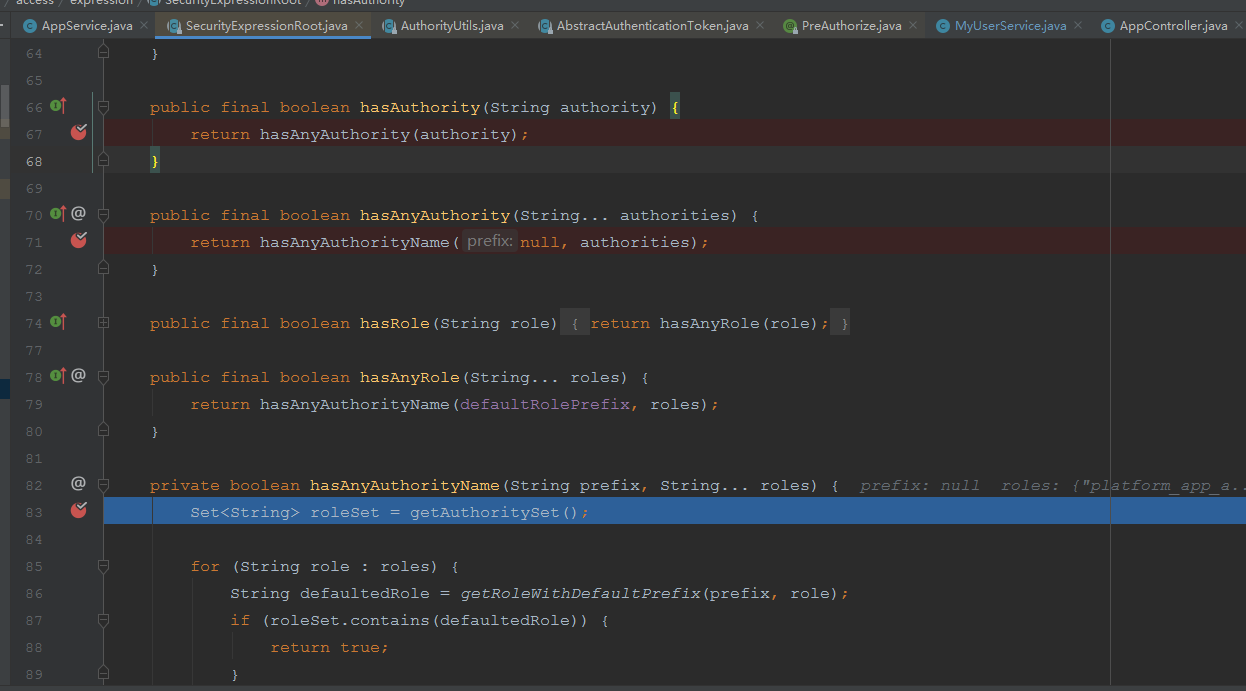 access expression SecurityExpressionRoot hasAuthority
AppService.java SecurityExpressionRoot.java AuthorityUtils.java AbstractAuthenticationToken.java PreAuthorize.java MyUserService.java AppController.java
64 }
65
66 public final boolean hasAuthority(String authority) {
67 return hasAnyAuthority(authority);
68 }
69
70 @ public final boolean hasAnyAuthority(String... authorities) {
71 return hasAnyAuthorityName( prefix: null, authorities);
72 }
73
74 public final boolean hasRole(String role) { return hasAnyRole(role); }
77
78 @ public final boolean hasAnyRole(String... roles) {
79 return hasAnyAuthorityName(defaultRolePrefix, roles);
80 }
81
82 @ private boolean hasAnyAuthorityName(String prefix, String... roles) { prefix: null roles: {"platform_app_a..
83 Set<String> roleSet = getAuthoritySet();
84
85 for (String role : roles) {
86 String defaultedRole = getRoleWithDefaultPrefix(prefix, role);
87 if (roleSet.contains(defaultedRole)) {
88 return true;
89 }